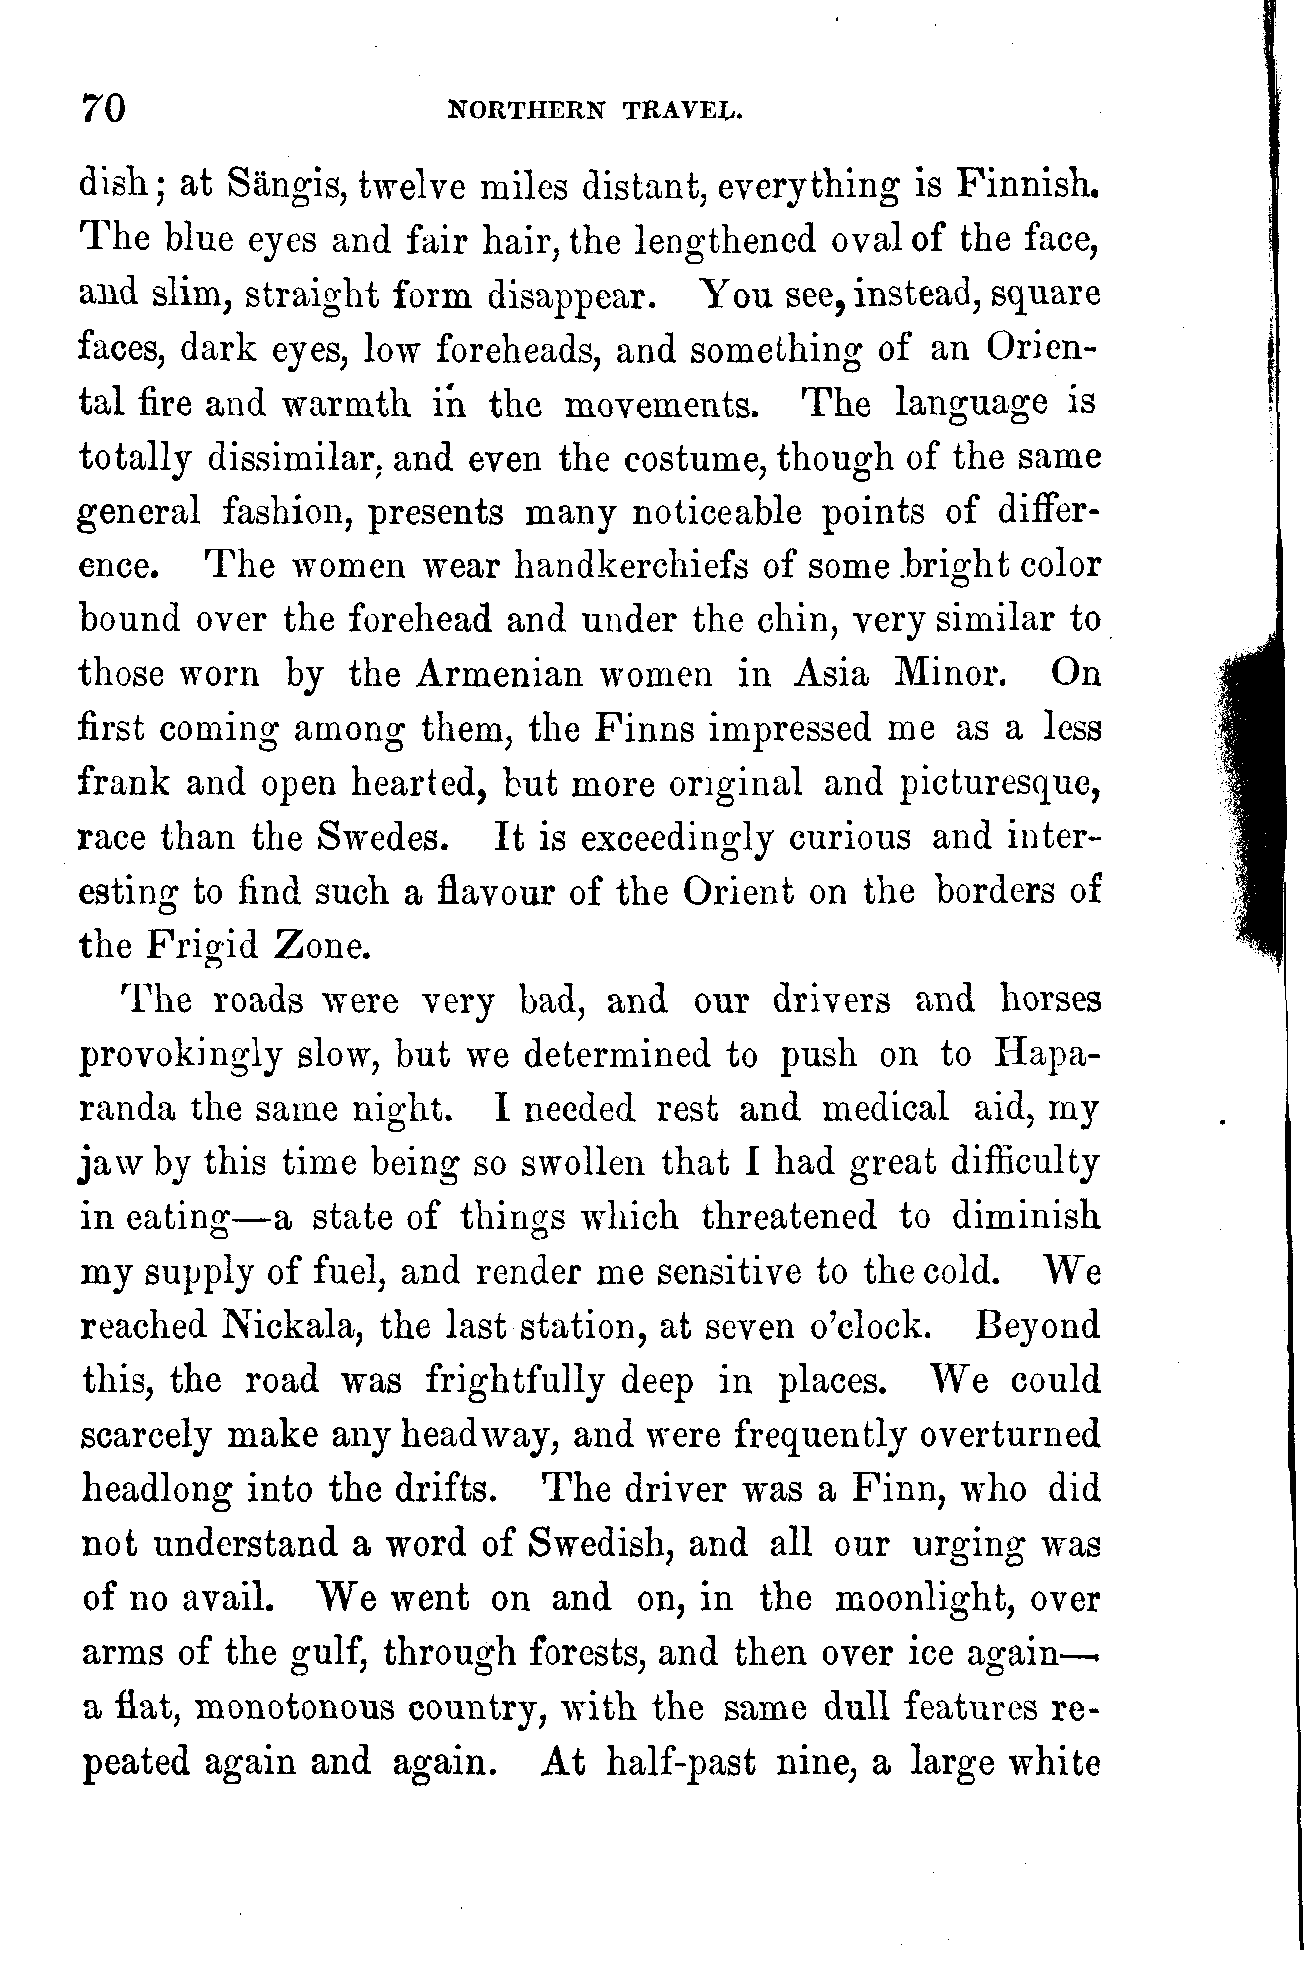 70 NORTHERN TRAVEL.
dish; at Sängis, twelve miles distant, everything is Finnish.
The blue eyes and fair hair, the lengthened oval of the face,
and slim, straight form disappear. You see, instead, square
faces, dark eyes, low foreheads, and something of an Orien-
tal fire and warmth in the movements. The language is
totally dissimilar, and even the costume, though of the same
general fashion, presents many noticeable points of differ-
ence. The women wear handkerchiefs of some bright color
bound over the forehead and under the chin, very similar to
those worn by the Armenian women in Asia Minor. On
first coming among them, the Finns impressed me as a less
frank and open hearted, but more original and picturesque,
race than the Swedes. It is exceedingly curious and inter-
esting to find such a flavour of the Orient on the borders of
the Frigid Zone.
The roads were very bad, and our drivers and horses
provokingly slow, but we determined to push on to Hapa-
randa the same night. I needed rest and medical aid, my
jaw by this time being so swollen that I had great difficulty
in eating—a state of things which threatened to diminish
my supply of fuel, and render me sensitive to the cold. We
reached Nickala, the last station, at seven o'clock. Beyond
this, the road was frightfully deep in places. We could
scarcely make any headway, and were frequently overturned
headlong into the drifts. The driver was a Finn, who did
not understand a word of Swedish, and all our urging was
of no avail. We went on and on, in the moonlight, over
arms of the gulf, through forests, and then over ice again—
a flat, monotonous country, with the same dull features re-
peated again and again. At half-past nine, a large white